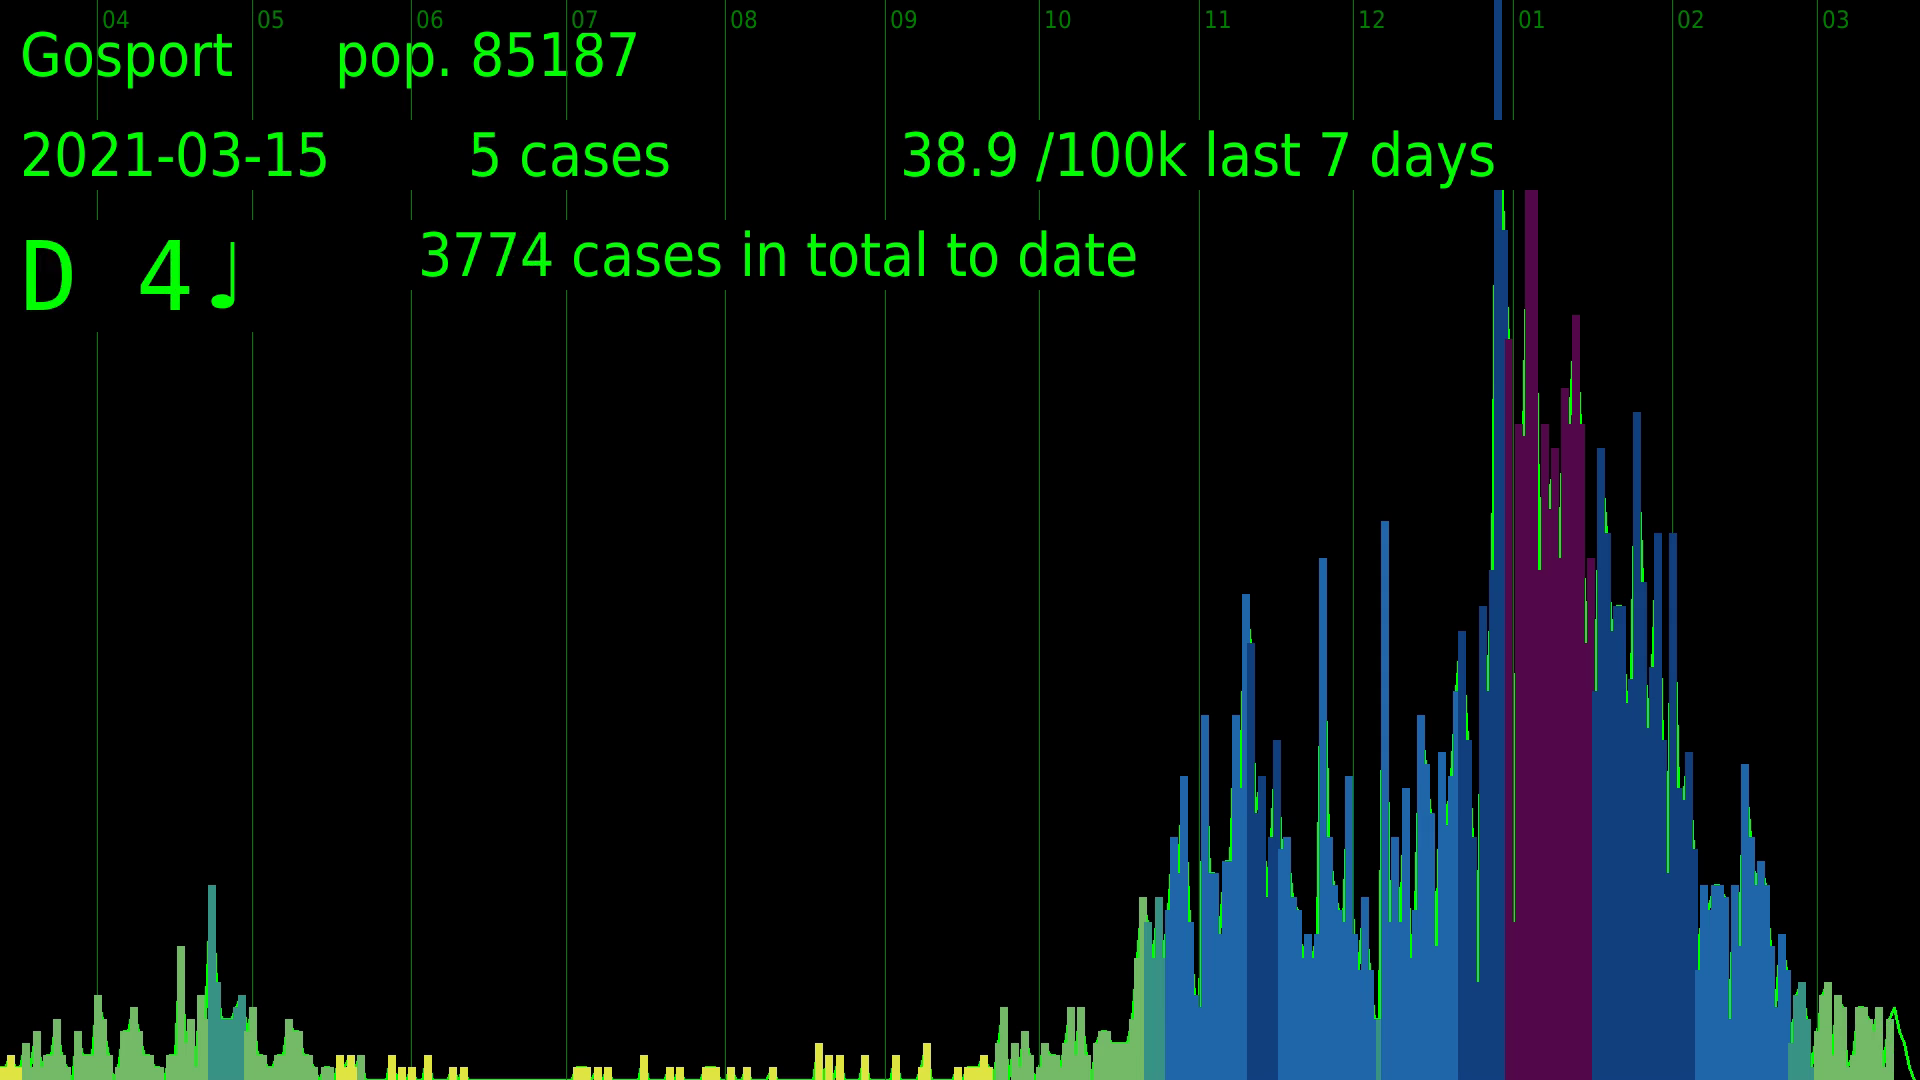 04 05 06 07 08 09 10 11 12 01 02 03
Gosport pop. 85187
2021-03-15 5 cases 38.9 /100k last 7 days
D 4♩ 3774 cases in total to date